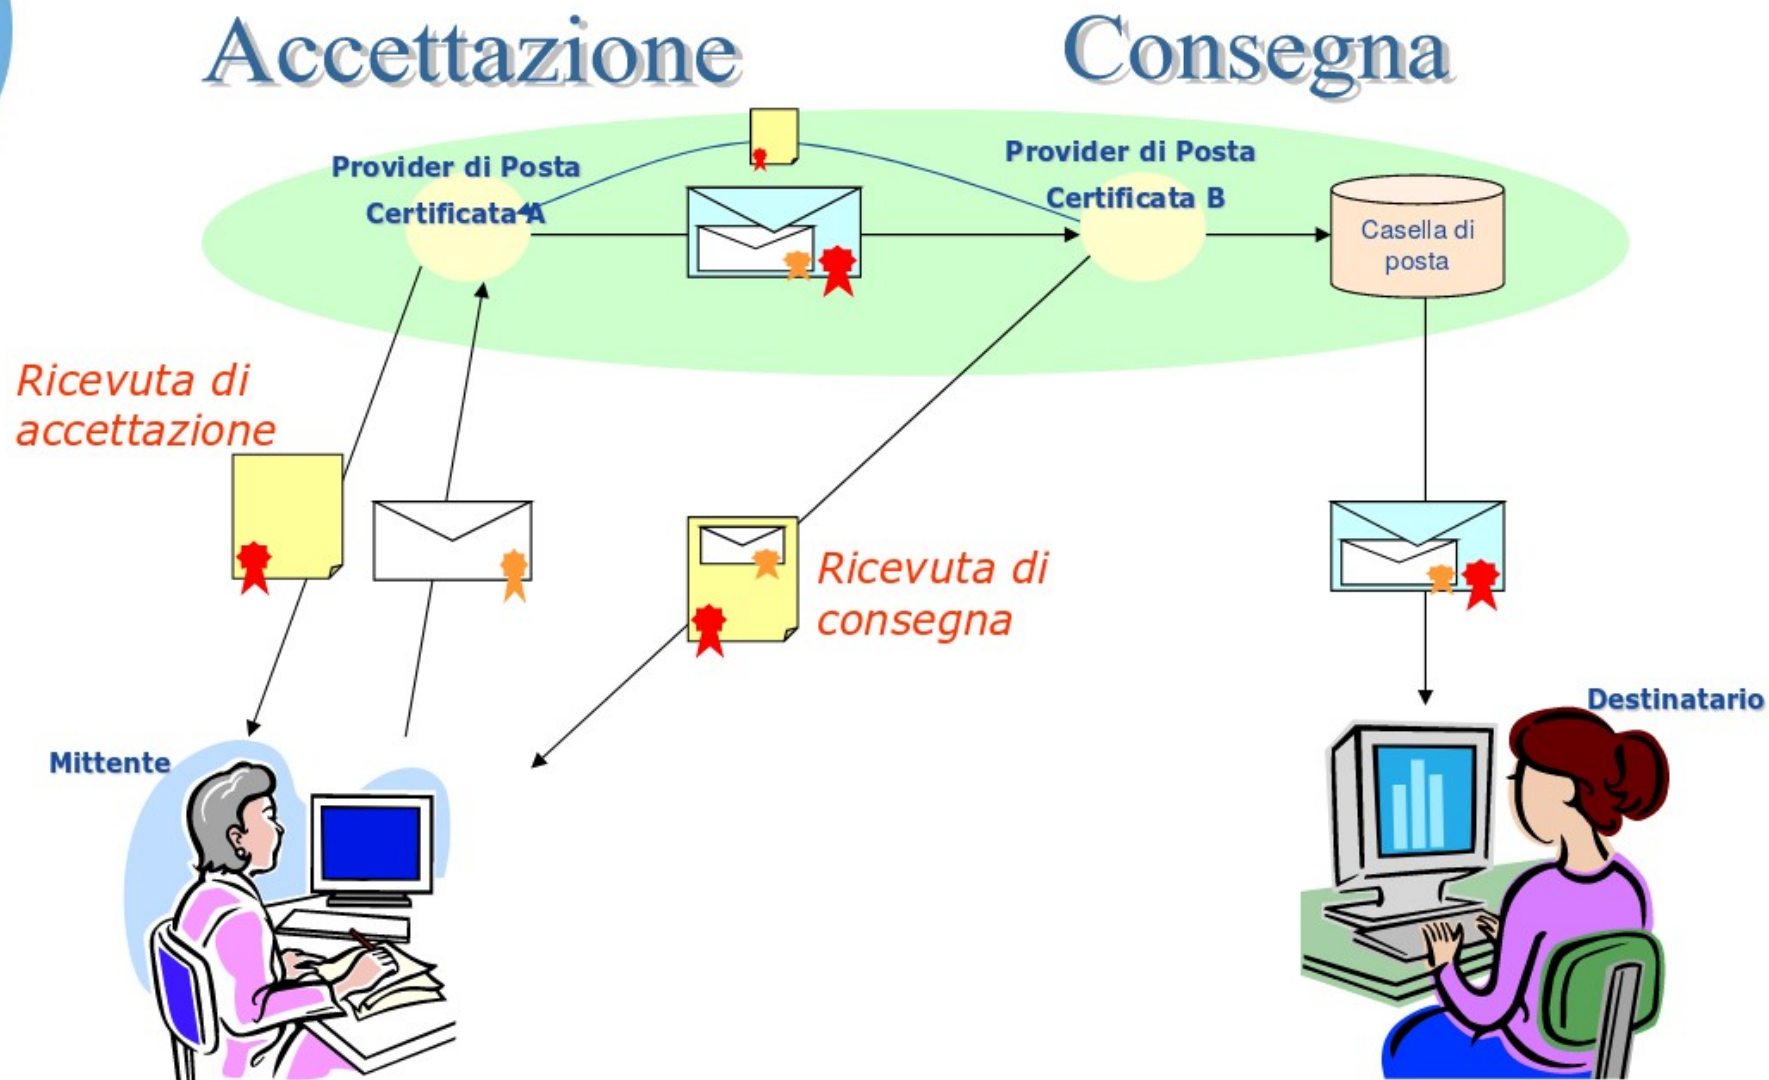 Accettazione
Consegna
Provider di Posta
Certificata A
Provider di Posta
Certificata B
Casella di
posta
Ricevuta di
accettazione
Ricevuta di
consegna
Mittente
Destinatario